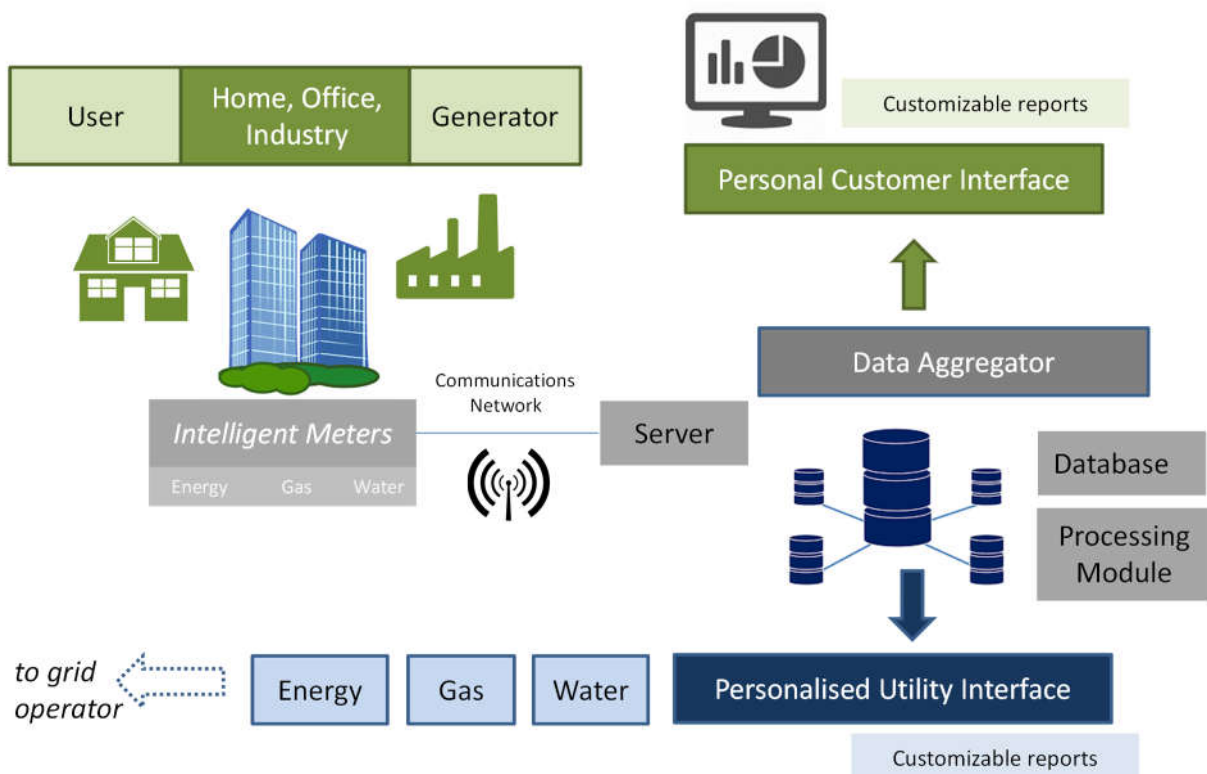 User
Home, Office,
Industry
Generator
Customizable reports
Personal Customer Interface
Data Aggregator
Communications
Network
Intelligent Meters
Energy Gas Water
Server
Database
Processing
Module
to grid
operator
Energy
Gas
Water
Personalised Utility Interface
Customizable reports